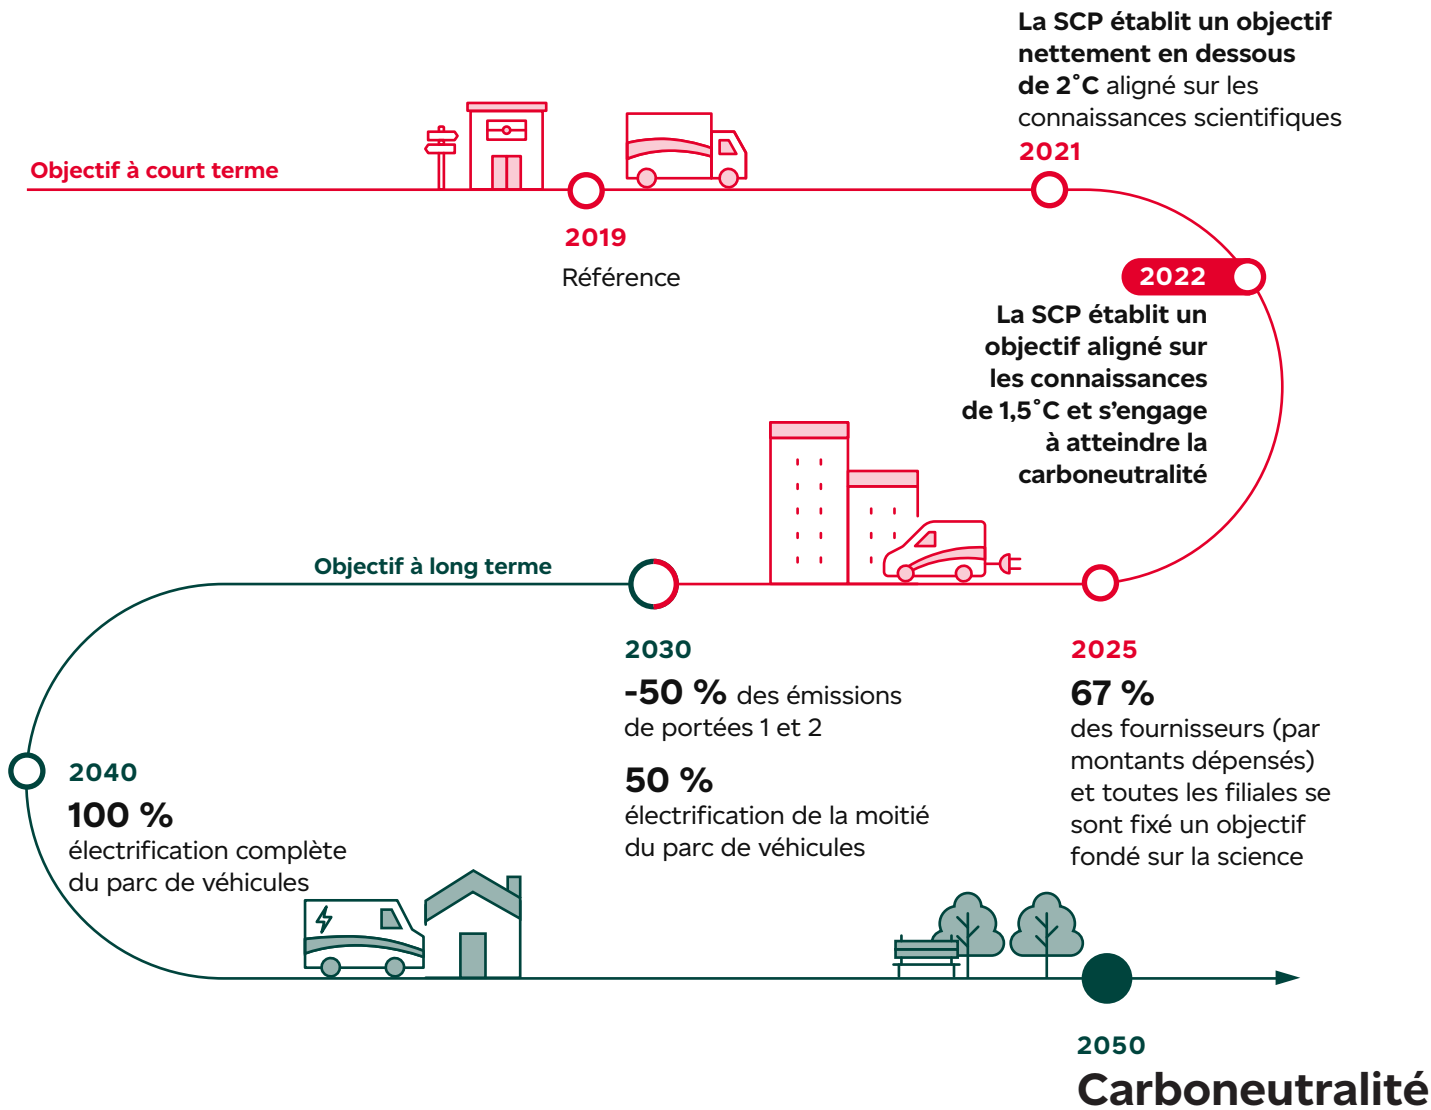 Objectif à court terme
2019
Référence
La SCP établit un objectif
nettement en dessous
de 2˚C aligné sur les
connaissances scientifiques
2021
2022
La SCP établit un
objectif aligné sur
les connaissances
de 1,5˚C et s’engage
à atteindre la
carboneutralité
2025
67 %
des fournisseurs (par
montants dépensés)
et toutes les filiales se
sont fixé un objectif
fondé sur la science
Objectif à long terme
2030
-50 % des émissions
de portées 1 et 2
50 %
électrification de la moitié
du parc de véhicules
2040
100 %
électrification complète
du parc de véhicules
2050
Carboneutralité